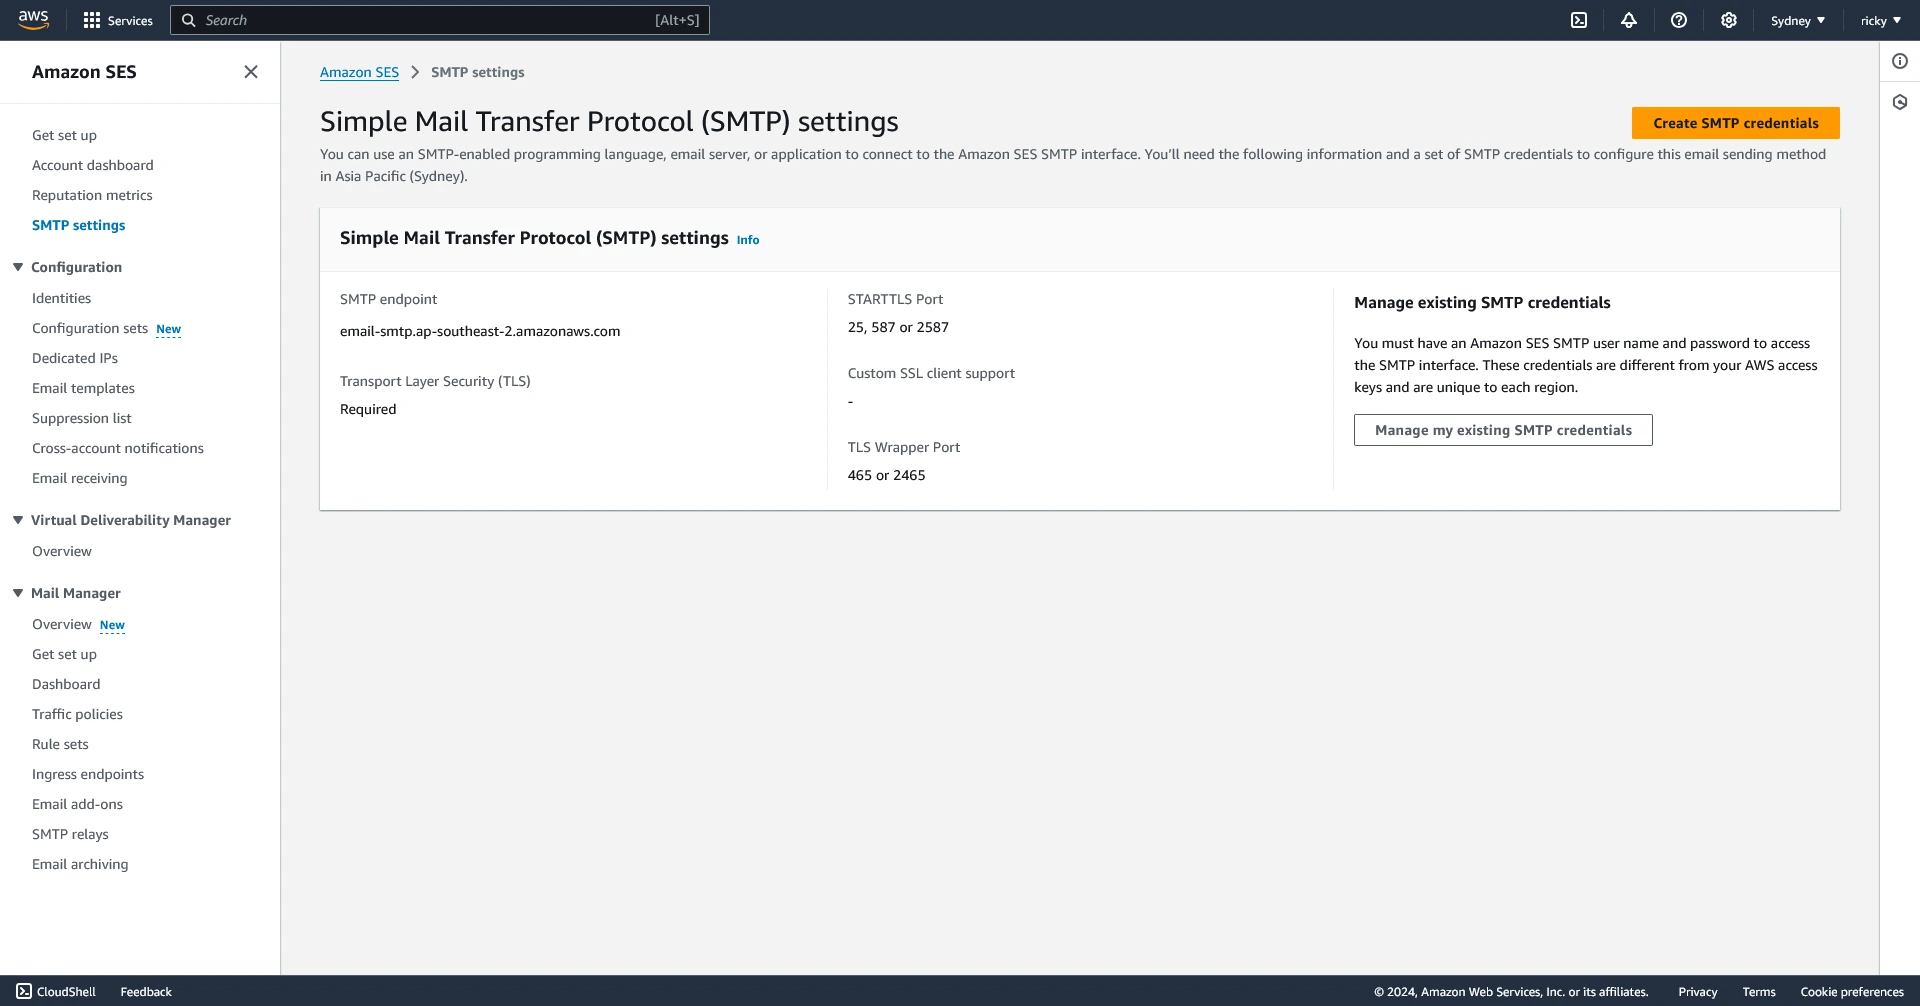 aws
Services
Search
[Alt+S]
Sydney
ricky
Amazon SES
Get set up
Account dashboard
Reputation metrics
SMTP settings
Configuration
Identities
Configuration sets New
Dedicated IPs
Email templates
Suppression list
Cross-account notifications
Email receiving
Virtual Deliverability Manager
Overview
Mail Manager
Overview New
Get set up
Dashboard
Traffic policies
Rule sets
Ingress endpoints
Email add-ons
SMTP relays
Email archiving
Amazon SES
SMTP settings
Simple Mail Transfer Protocol (SMTP) settings
Create SMTP credentials
You can use an SMTP-enabled programming language, email server, or application to connect to the Amazon SES SMTP interface. You’ll need the following information and a set of SMTP credentials to configure this email sending method
in Asia Pacific (Sydney).
Simple Mail Transfer Protocol (SMTP) settings Info
SMTP endpoint
email-smtp.ap-southeast-2.amazonaws.com
Transport Layer Security (TLS)
Required
STARTTLS Port
25, 587 or 2587
Custom SSL client support
-
TLS Wrapper Port
465 or 2465
Manage existing SMTP credentials
You must have an Amazon SES SMTP user name and password to access
the SMTP interface. These credentials are different from your AWS access
keys and are unique to each region.
Manage my existing SMTP credentials
CloudShell
Feedback
© 2024, Amazon Web Services, Inc. or its affiliates.
Privacy
Terms
Cookie preferences